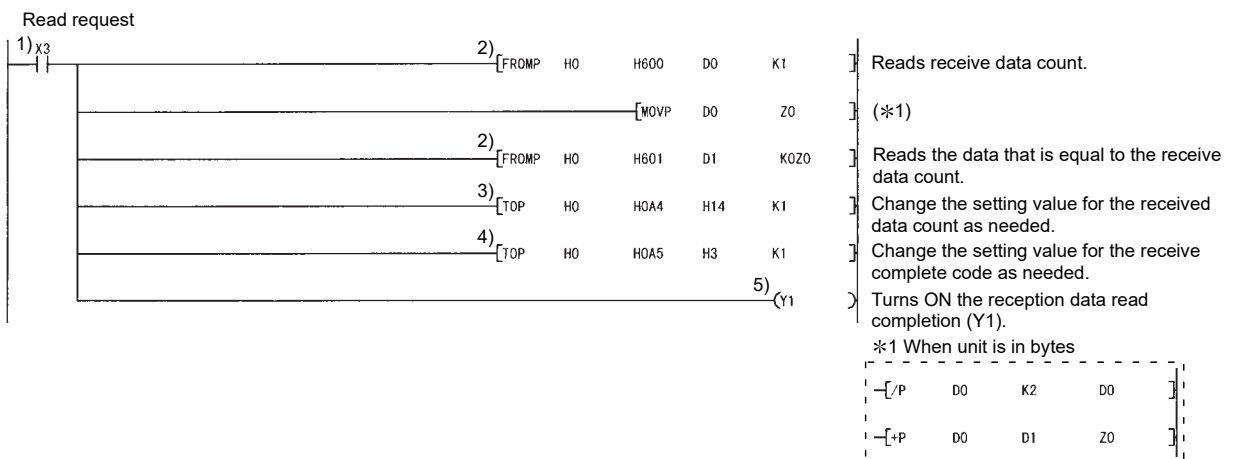 Read request
1) X3
2) FROMP H0 H600 D0 K1 Reads receive data count.
MOVP D0 Z0 (*1)
2) FROMP H0 H601 D1 K0Z0 Reads the data that is equal to the receive
data count.
3) TOP H0 H0A4 H14 K1 Change the setting value for the received
data count as needed.
4) TOP H0 H0A5 H3 K1 Change the setting value for the receive
complete code as needed.
5) Y1 Turns ON the reception data read
completion (Y1).
*1 When unit is in bytes
/P D0 K2 D0
+P D0 D1 Z0